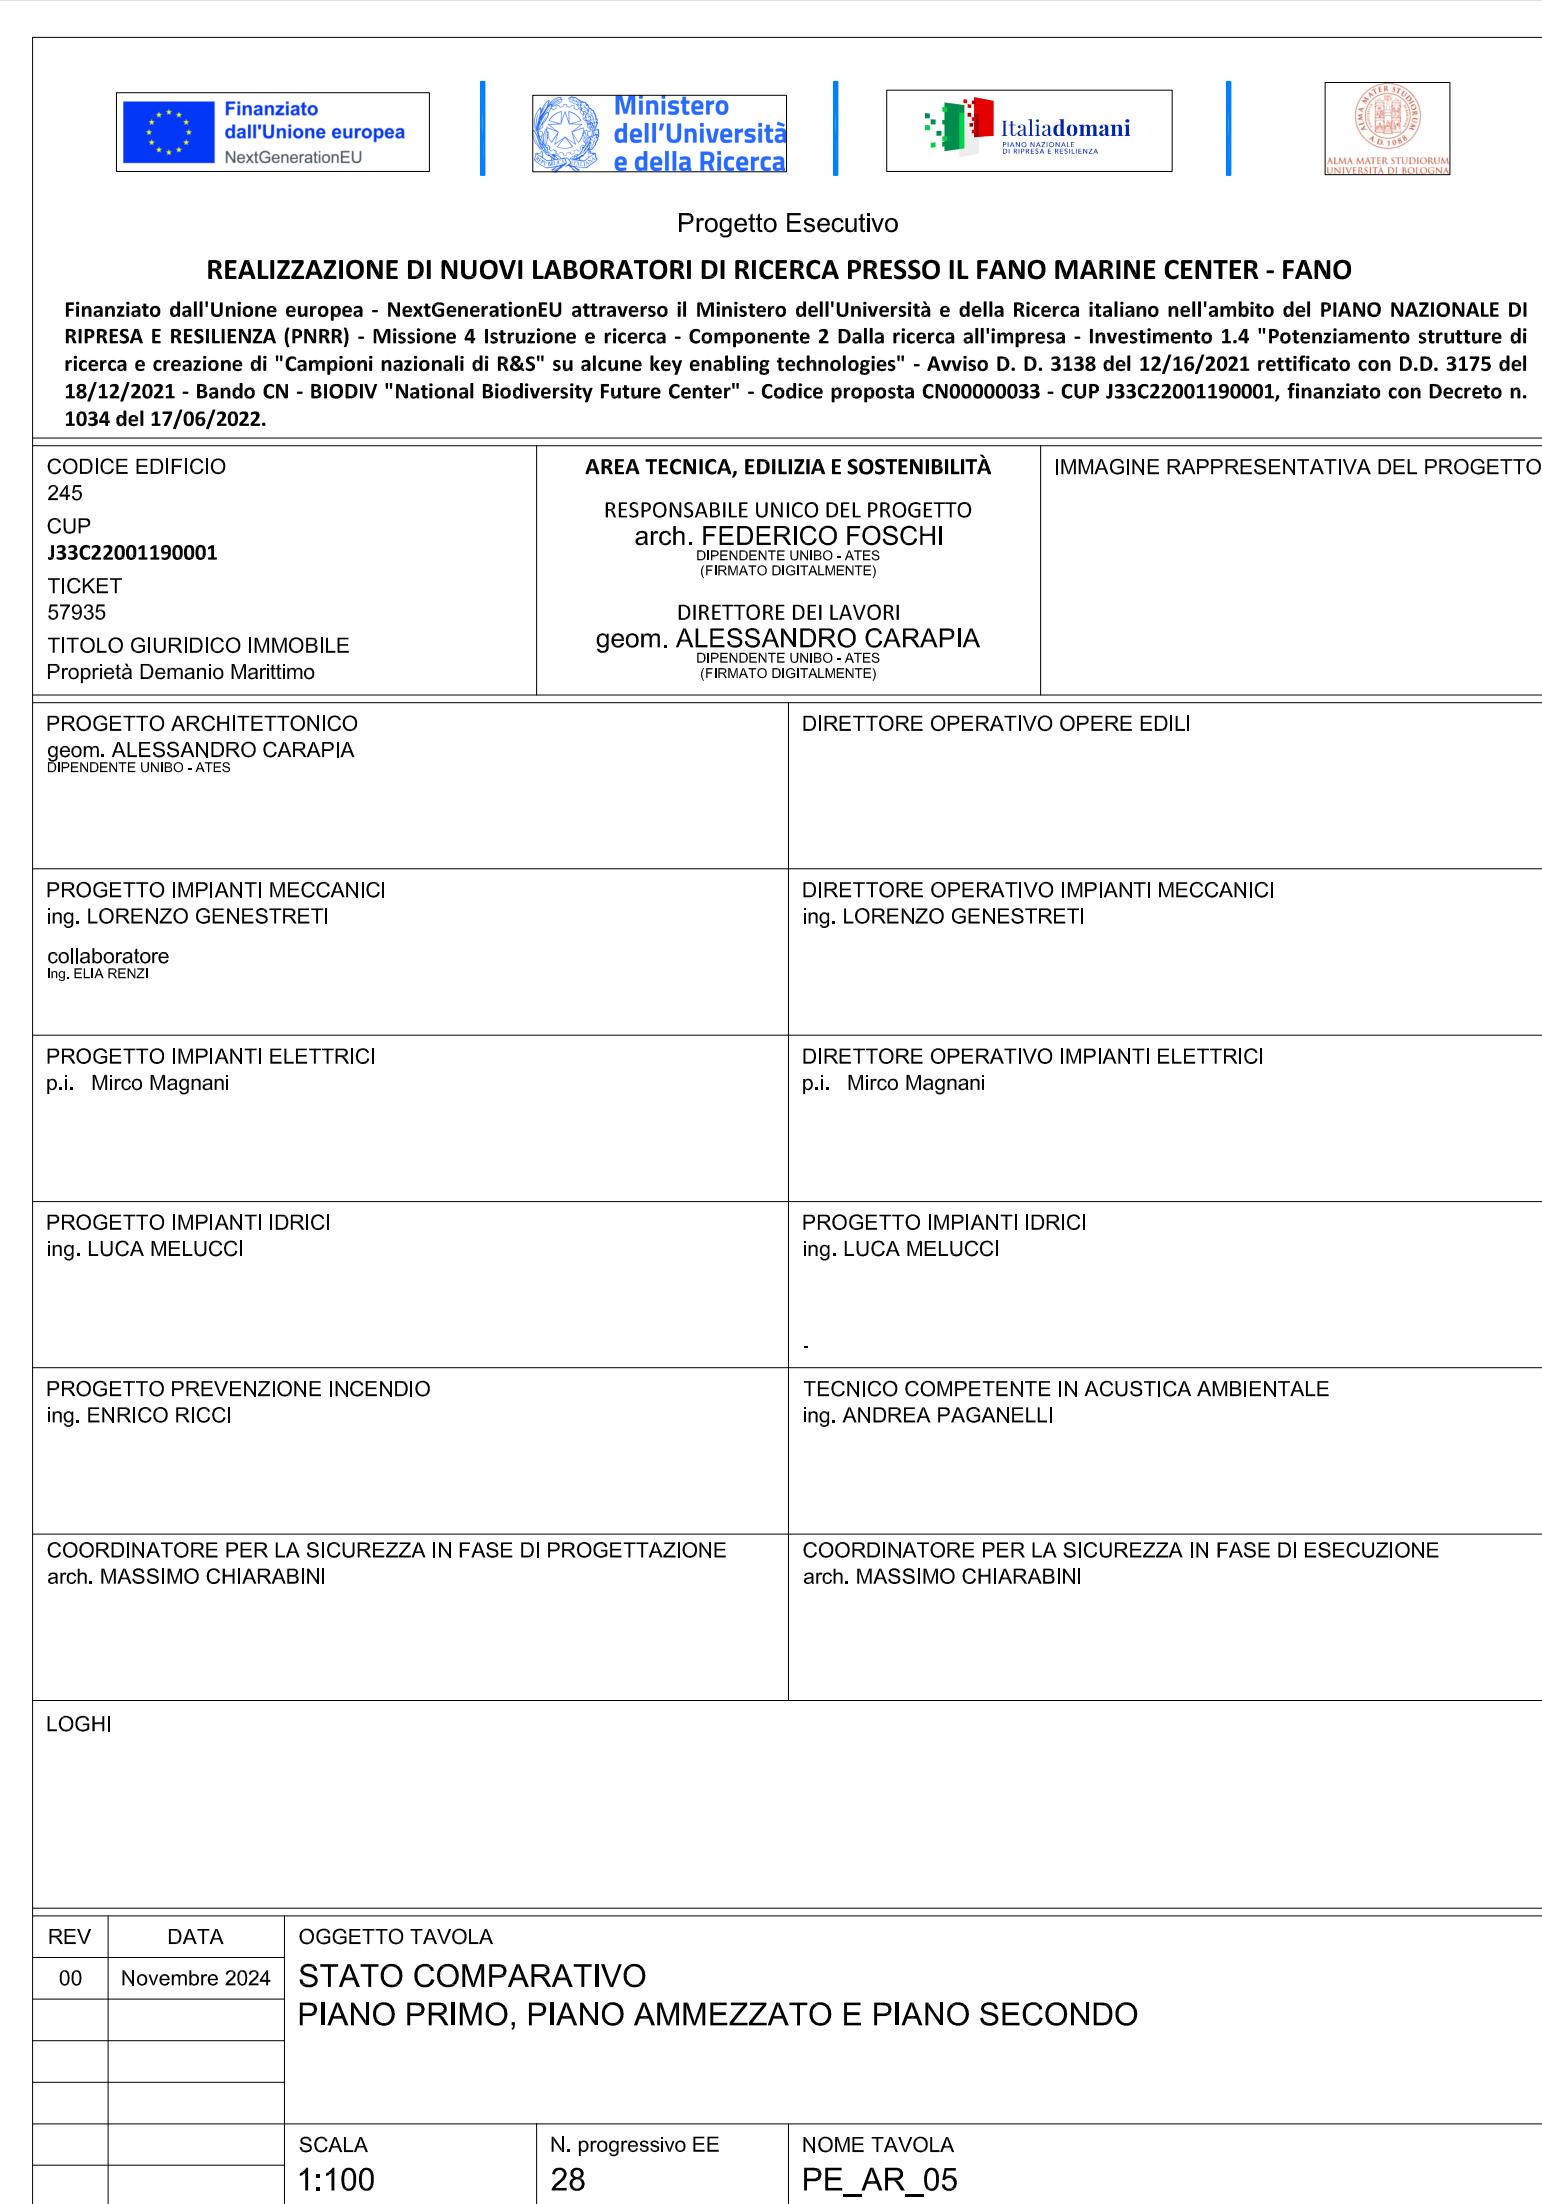 Finanziato
dall'Unione europea
NextGenerationEU
Ministero
dell'Università
e della Ricerca
Italiadomani
PIANO NAZIONALE
DI RIPRESA E RESILIENZA
ALMA MATER STUDIORUM
A.D. 1088
ALMA MATER STUDIORUM
UNIVERSITÀ DI BOLOGNA
Progetto Esecutivo
REALIZZAZIONE DI NUOVI LABORATORI DI RICERCA PRESSO IL FANO MARINE CENTER - FANO
Finanziato dall'Unione europea - NextGenerationEU attraverso il Ministero dell'Università e della Ricerca italiano nell'ambito del PIANO NAZIONALE DI
RIPRESA E RESILIENZA (PNRR) - Missione 4 Istruzione e ricerca - Componente 2 Dalla ricerca all'impresa - Investimento 1.4 "Potenziamento strutture di
ricerca e creazione di "Campioni nazionali di R&S" su alcune key enabling technologies" - Avviso D. D. 3138 del 12/16/2021 rettificato con D.D. 3175 del
18/12/2021 - Bando CN - BIODIV "National Biodiversity Future Center" - Codice proposta CN00000033 - CUP J33C22001190001, finanziato con Decreto n.
1034 del 17/06/2022.
CODICE EDIFICIO
245
CUP
J33C22001190001
TICKET
57935
TITOLO GIURIDICO IMMOBILE
Proprietà Demanio Marittimo
AREA TECNICA, EDILIZIA E SOSTENIBILITÀ
RESPONSABILE UNICO DEL PROGETTO
arch. FEDERICO FOSCHI
DIPENDENTE UNIBO - ATES
(FIRMATO DIGITALMENTE)
DIRETTORE DEI LAVORI
geom. ALESSANDRO CARAPIA
DIPENDENTE UNIBO - ATES
(FIRMATO DIGITALMENTE)
IMMAGINE RAPPRESENTATIVA DEL PROGETTO
PROGETTO ARCHITETTONICO
geom. ALESSANDRO CARAPIA
DIPENDENTE UNIBO - ATES
DIRETTORE OPERATIVO OPERE EDILI
PROGETTO IMPIANTI MECCANICI
ing. LORENZO GENESTRETI
collaboratore
Ing. ELIA RENZI
DIRETTORE OPERATIVO IMPIANTI MECCANICI
ing. LORENZO GENESTRETI
PROGETTO IMPIANTI ELETTRICI
p.i. Mirco Magnani
DIRETTORE OPERATIVO IMPIANTI ELETTRICI
p.i. Mirco Magnani
PROGETTO IMPIANTI IDRICI
ing. LUCA MELUCCI
PROGETTO IMPIANTI IDRICI
ing. LUCA MELUCCI
-
PROGETTO PREVENZIONE INCENDIO
ing. ENRICO RICCI
TECNICO COMPETENTE IN ACUSTICA AMBIENTALE
ing. ANDREA PAGANELLI
COORDINATORE PER LA SICUREZZA IN FASE DI PROGETTAZIONE
arch. MASSIMO CHIARABINI
COORDINATORE PER LA SICUREZZA IN FASE DI ESECUZIONE
arch. MASSIMO CHIARABINI
LOGHI
REV
DATA
00
Novembre 2024
OGGETTO TAVOLA
STATO COMPARATIVO
PIANO PRIMO, PIANO AMMEZZATO E PIANO SECONDO
SCALA
1:100
N. progressivo EE
28
NOME TAVOLA
PE_AR_05